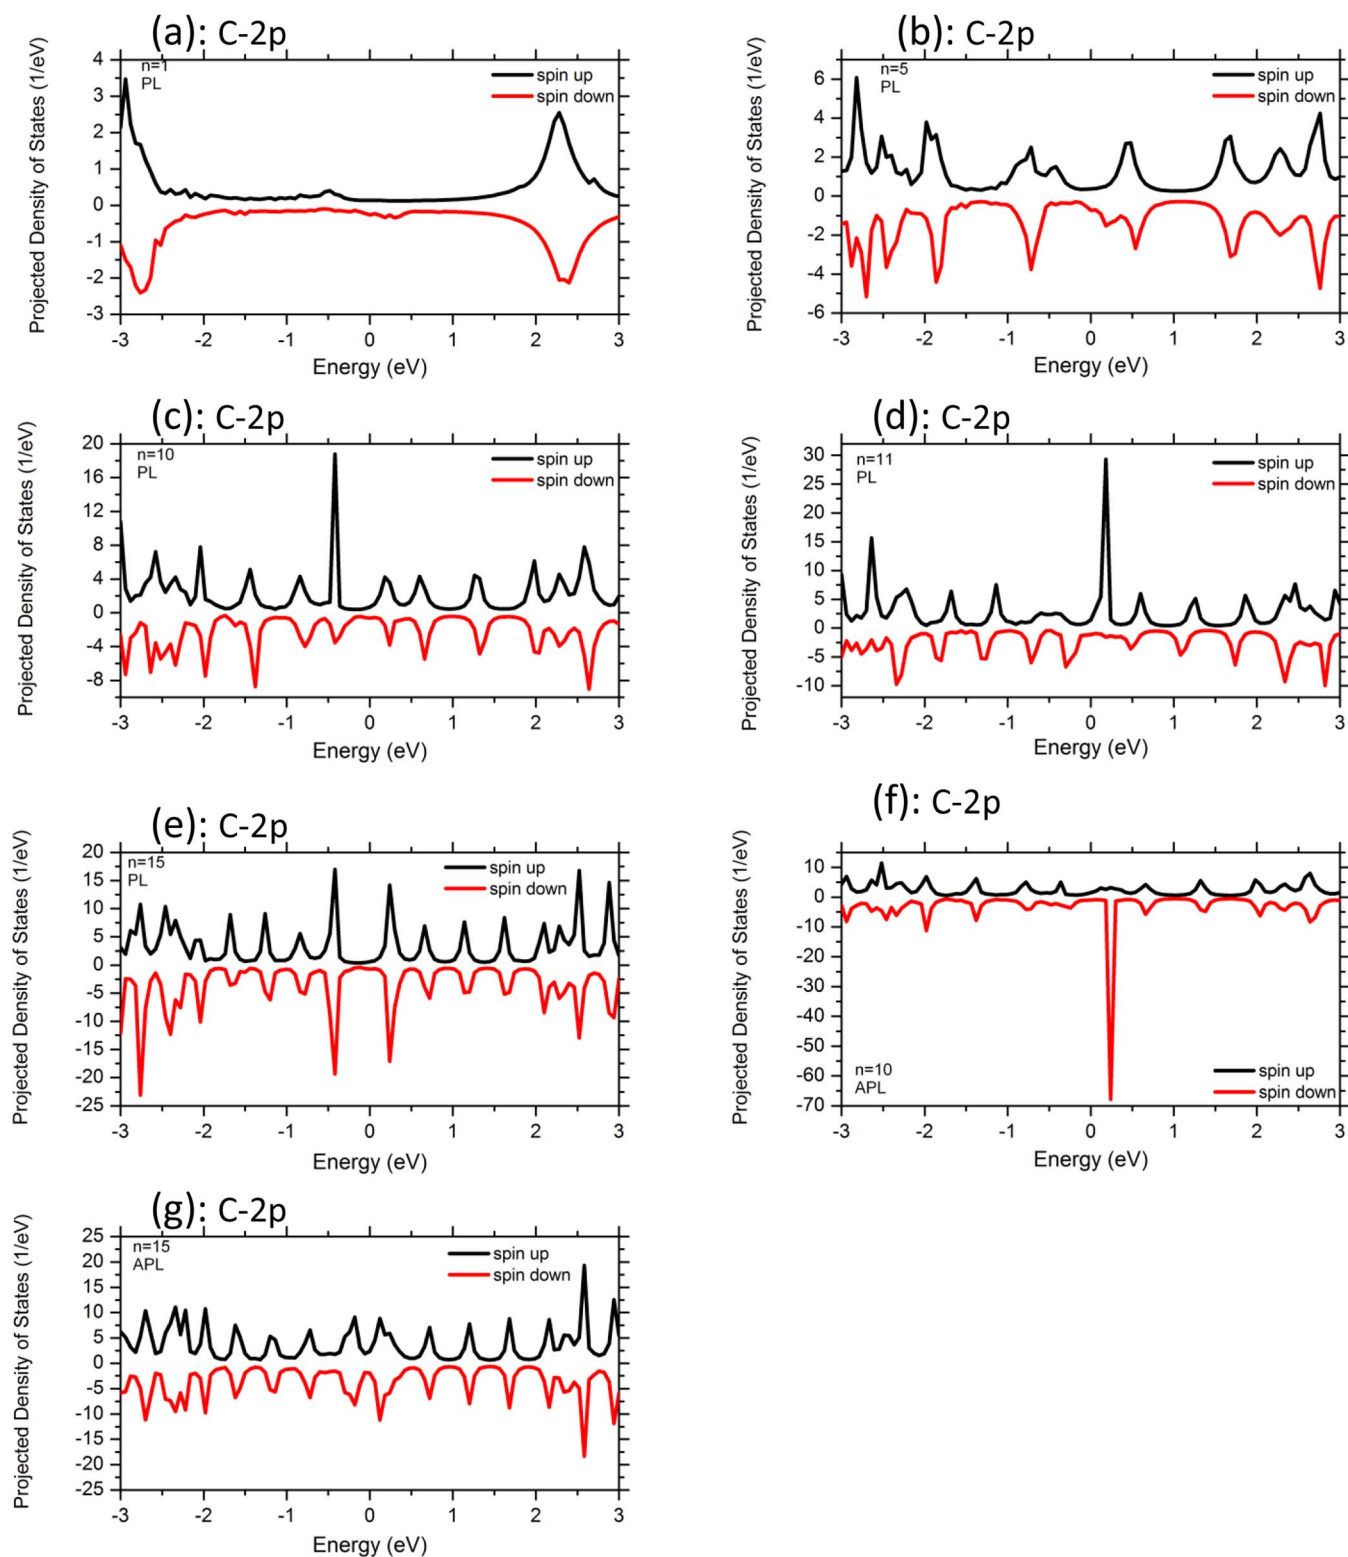 (a): C-2p
n=1
PL
spin up
spin down
4
3
2
1
0
-1
-2
-3
Projected Density of States (1/eV)
-3 -2 -1 0 1 2 3
Energy (eV)
(b): C-2p
n=5
PL
spin up
spin down
6
4
2
0
-2
-4
-6
Projected Density of States (1/eV)
-3 -2 -1 0 1 2 3
Energy (eV)
(c): C-2p
n=10
PL
spin up
spin down
20
16
12
8
4
0
-4
-8
Projected Density of States (1/eV)
-3 -2 -1 0 1 2 3
Energy (eV)
(d): C-2p
n=11
PL
spin up
spin down
30
25
20
15
10
5
0
-5
-10
Projected Density of States (1/eV)
-3 -2 -1 0 1 2 3
Energy (eV)
(e): C-2p
n=15
PL
spin up
spin down
20
15
10
5
0
-5
-10
-15
-20
-25
Projected Density of States (1/eV)
-3 -2 -1 0 1 2 3
Energy (eV)
(f): C-2p
10
0
-10
-20
-30
-40
-50
-60
-70
Projected Density of States (1/eV)
n=10
APL
spin up
spin down
-3 -2 -1 0 1 2 3
Energy (eV)
(g): C-2p
n=15
APL
spin up
spin down
25
20
15
10
5
0
-5
-10
-15
-20
-25
Projected Density of States (1/eV)
-3 -2 -1 0 1 2 3
Energy (eV)